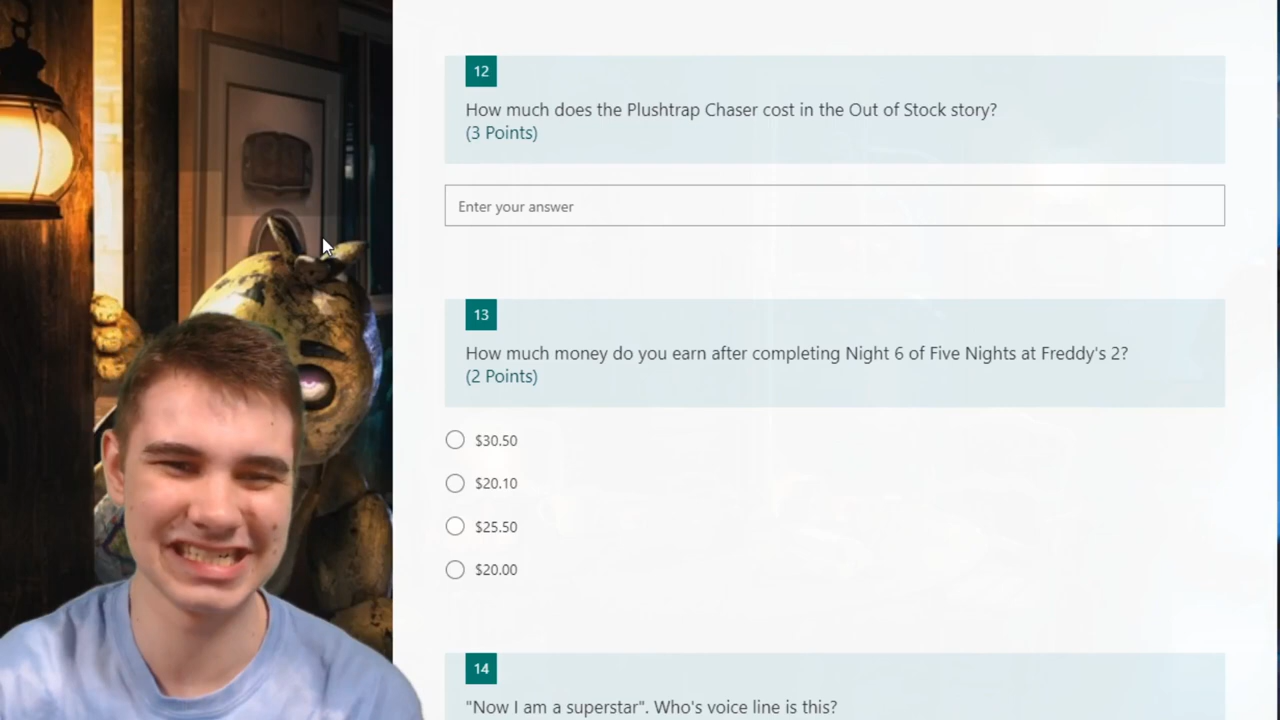 12
How much does the Plushtrap Chaser cost in the Out of Stock story?
(3 Points)
Enter your answer
13
How much money do you earn after completing Night 6 of Five Nights at Freddy's 2?
(2 Points)
$30.50
$20.10
$25.50
$20.00
14
"Now I am a superstar". Who's voice line is this?